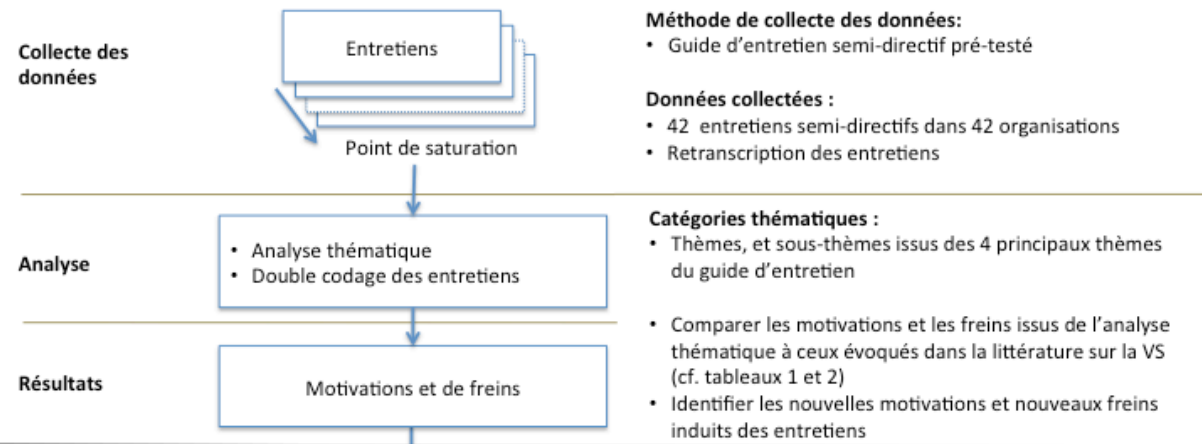 Collecte des
données
Entretiens
Point de saturation
Méthode de collecte des données:
• Guide d’entretien semi-directif pré-testé
Données collectées :
• 42 entretiens semi-directifs dans 42 organisations
• Retranscription des entretiens
Analyse
• Analyse thématique
• Double codage des entretiens
Catégories thématiques :
• Thèmes, et sous-thèmes issus des 4 principaux thèmes
du guide d’entretien
Résultats
Motivations et de freins
• Comparer les motivations et les freins issus de l’analyse
thématique à ceux évoqués dans la littérature sur la VS
(cf. tableaux 1 et 2)
• Identifier les nouvelles motivations et nouveaux freins
induits des entretiens